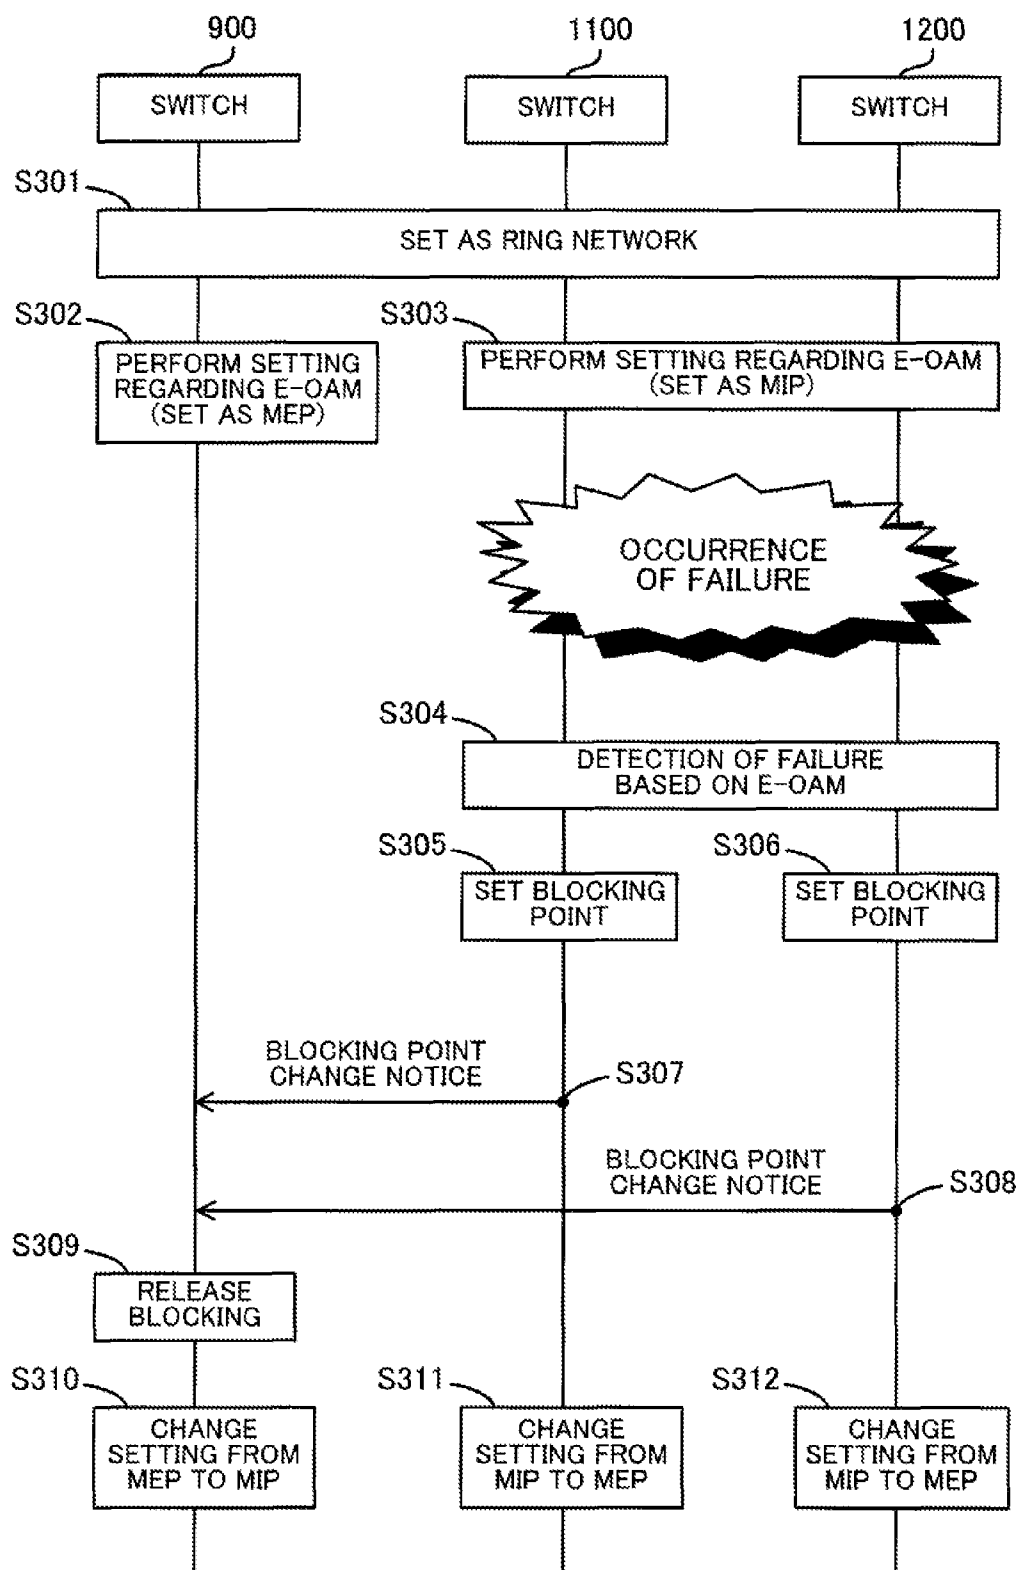 900
1100
1200
SWITCH
SWITCH
SWITCH
S301
SET AS RING NETWORK
S302
S303
PERFORM SETTING
REGARDING E-OAM
(SET AS MEP)
PERFORM SETTING REGARDING E-OAM
(SET AS MIP)
OCCURRENCE
OF FAILURE
S304
DETECTION OF FAILURE
BASED ON E-OAM
S305
S306
SET BLOCKING
POINT
SET BLOCKING
POINT
BLOCKING POINT
CHANGE NOTICE
S307
BLOCKING POINT
CHANGE NOTICE
S308
S309
RELEASE
BLOCKING
S310
S311
S312
CHANGE
SETTING FROM
MEP TO MIP
CHANGE
SETTING FROM
MIP TO MEP
CHANGE
SETTING FROM
MIP TO MEP